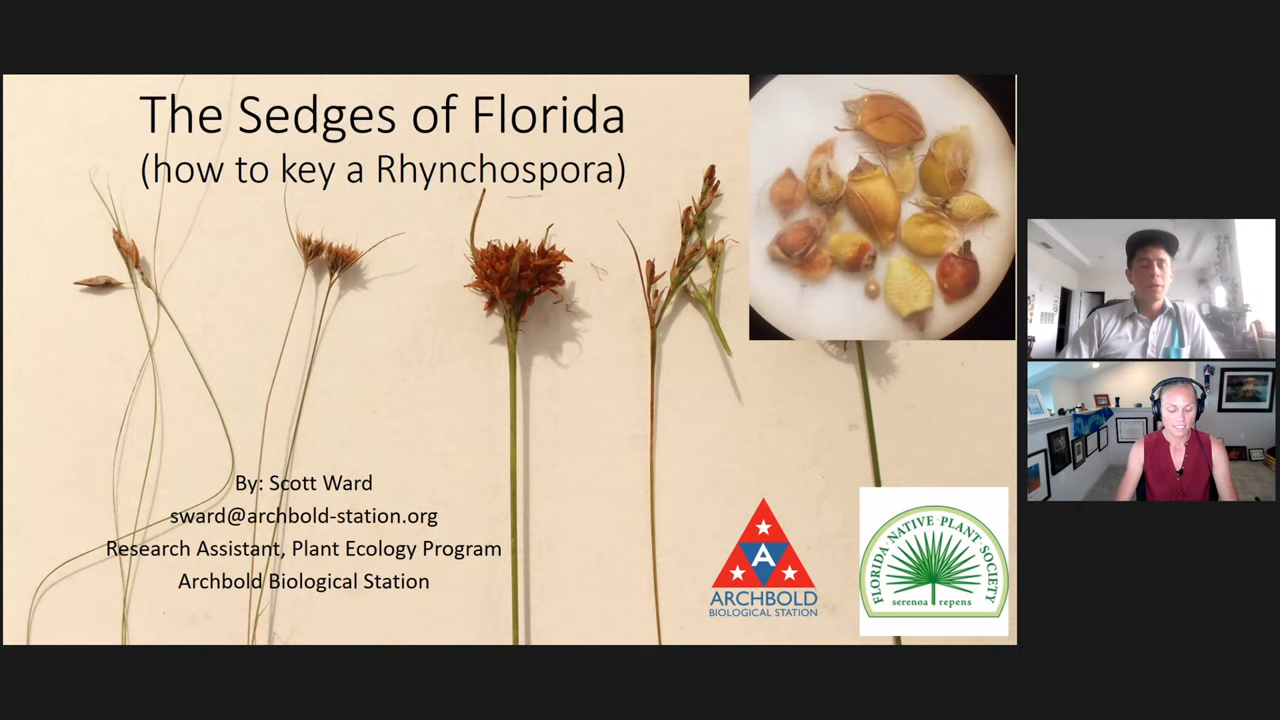 The Sedges of Florida
(how to key a Rhynchospora)
By: Scott Ward
sward@archbold-station.org
Research Assistant, Plant Ecology Program
Archbold Biological Station
A
ARCHBOLD
BIOLOGICAL STATION
FLORIDA · NATIVE · PLANT · SOCIETY
serenoa repens